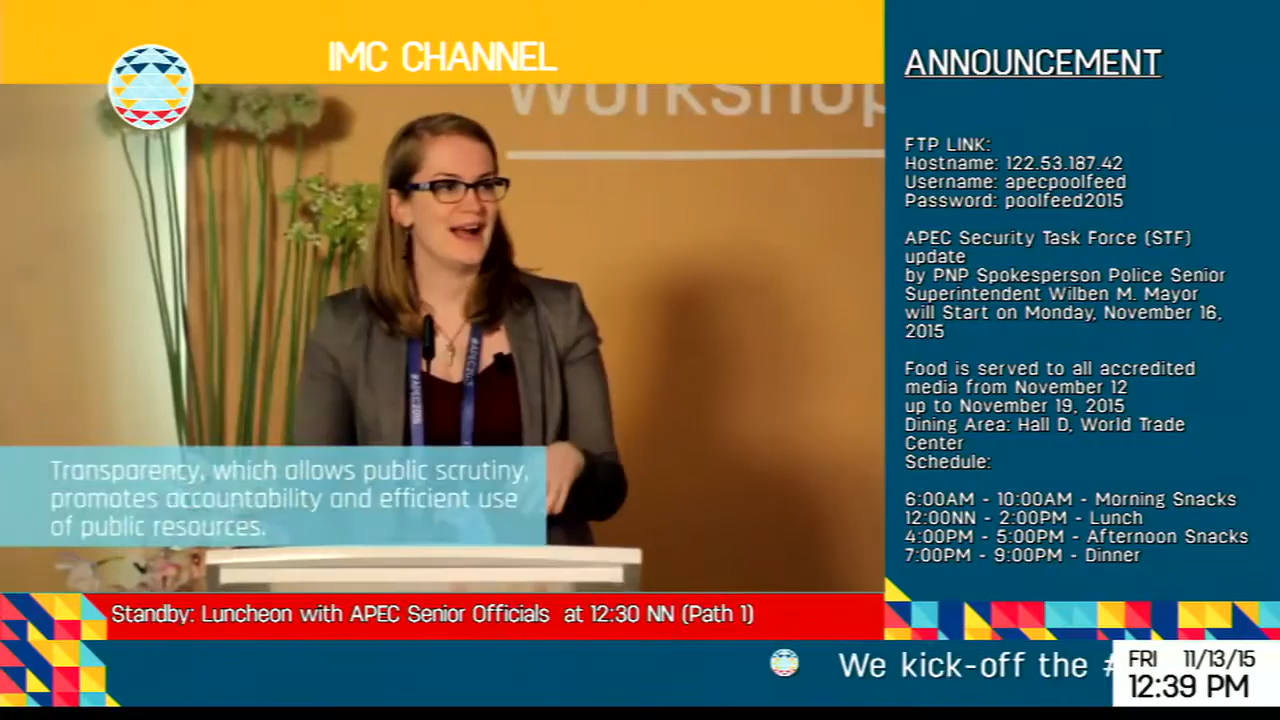 IMC CHANNEL
Workshop
#APEC2015
#APEC2015
Transparency, which allows public scrutiny,
promotes accountability and efficient use
of public resources.
Standby: Luncheon with APEC Senior Officials at 12:30 NN (Path 1)
We kick-off the #
ANNOUNCEMENT
FTP LINK:
Hostname: 122.53.187.42
Username: apecpoolfeed
Password: poolfeed2015
APEC Security Task Force (STF)
update
by PNP Spokesperson Police Senior
Superintendent Wilben M. Mayor
will Start on Monday, November 16,
2015
Food is served to all accredited
media from November 12
up to November 19, 2015
Dining Area: Hall D, World Trade
Center
Schedule:
6:00AM - 10:00AM - Morning Snacks
12:00NN - 2:00PM - Lunch
4:00PM - 5:00PM - Afternoon Snacks
7:00PM - 9:00PM - Dinner
FRI 11/13/15
12:39 PM